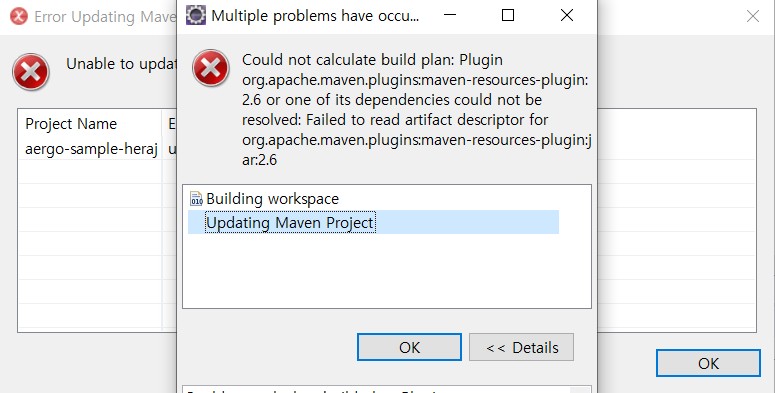 Error Updating Mave
Multiple problems have occu...
Unable to updat
Could not calculate build plan: Plugin
org.apache.maven.plugins:maven-resources-plugin:
2.6 or one of its dependencies could not be
resolved: Failed to read artifact descriptor for
org.apache.maven.plugins:maven-resources-plugin:j
ar:2.6
Project Name E
aergo-sample-heraj u
010 Building workspace
Updating Maven Project
OK << Details
OK